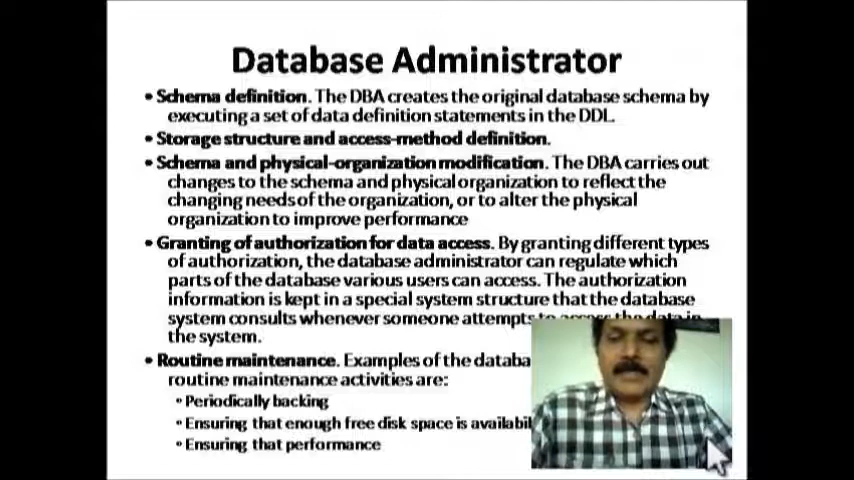 Database Administrator
• Schema definition. The DBA creates the original database schema by
executing a set of data definition statements in the DDL.
• Storage structure and access-method definition.
• Schema and physical-organization modification. The DBA carries out
changes to the schema and physical organization to reflect the
changing needs of the organization, or to alter the physical
organization to improve performance
• Granting of authorization for data access. By granting different types
of authorization, the database administrator can regulate which
parts of the database various users can access. The authorization
information is kept in a special system structure that the database
system consults whenever someone attempts to access the data in
the system.
• Routine maintenance. Examples of the databa
routine maintenance activities are:
• Periodically backing
• Ensuring that enough free disk space is availabil
• Ensuring that performance